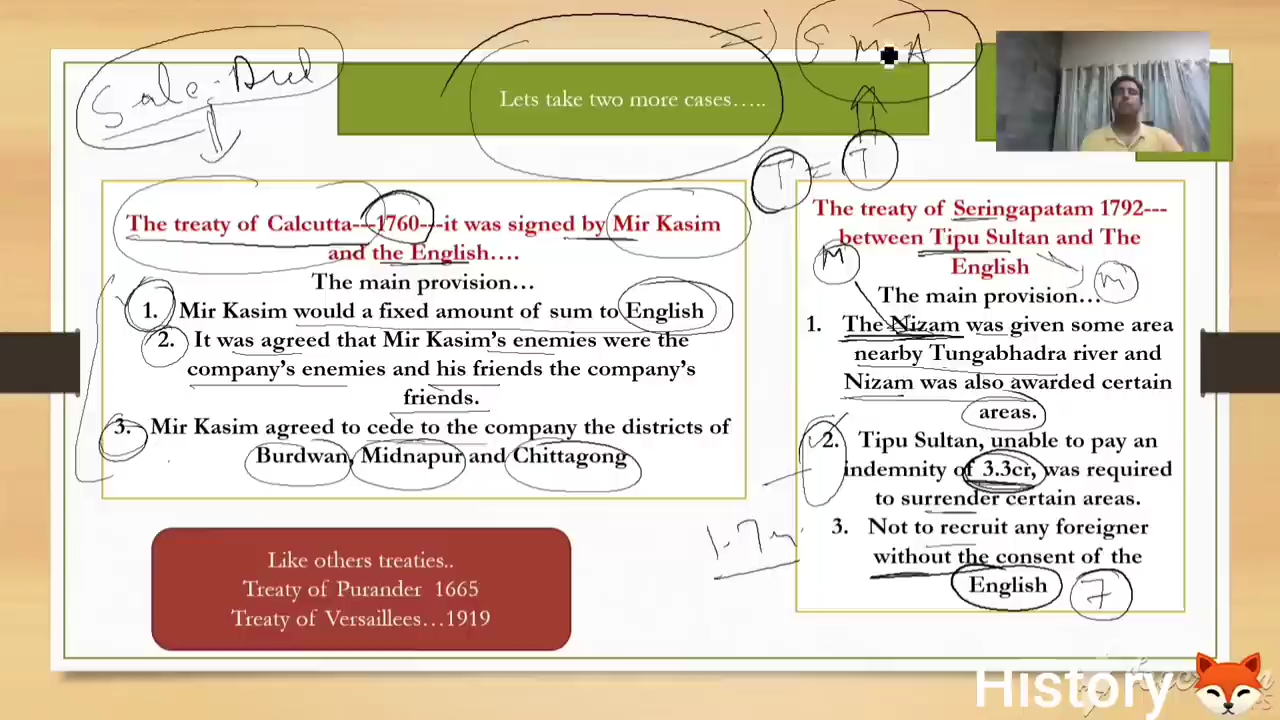 Sale-Deed
S M A
Lets take two more cases…..
T = T
The treaty of Calcutta---1760---it was signed by Mir Kasim
and the English….
The main provision…
1. Mir Kasim would a fixed amount of sum to English
2. It was agreed that Mir Kasim's enemies were the
company's enemies and his friends the company's
friends.
3. Mir Kasim agreed to cede to the company the districts of
Burdwan, Midnapur and Chittagong
Like others treaties..
Treaty of Purander 1665
Treaty of Versaillees…1919
The treaty of Seringapatam 1792---
between Tipu Sultan and The
English
M
M
The main provision…
1. The Nizam was given some area
nearby Tungabhadra river and
Nizam was also awarded certain
areas.
2. Tipu Sultan, unable to pay an
indemnity of 3.3cr, was required
to surrender certain areas.
3. Not to recruit any foreigner
without the consent of the
English
7
History